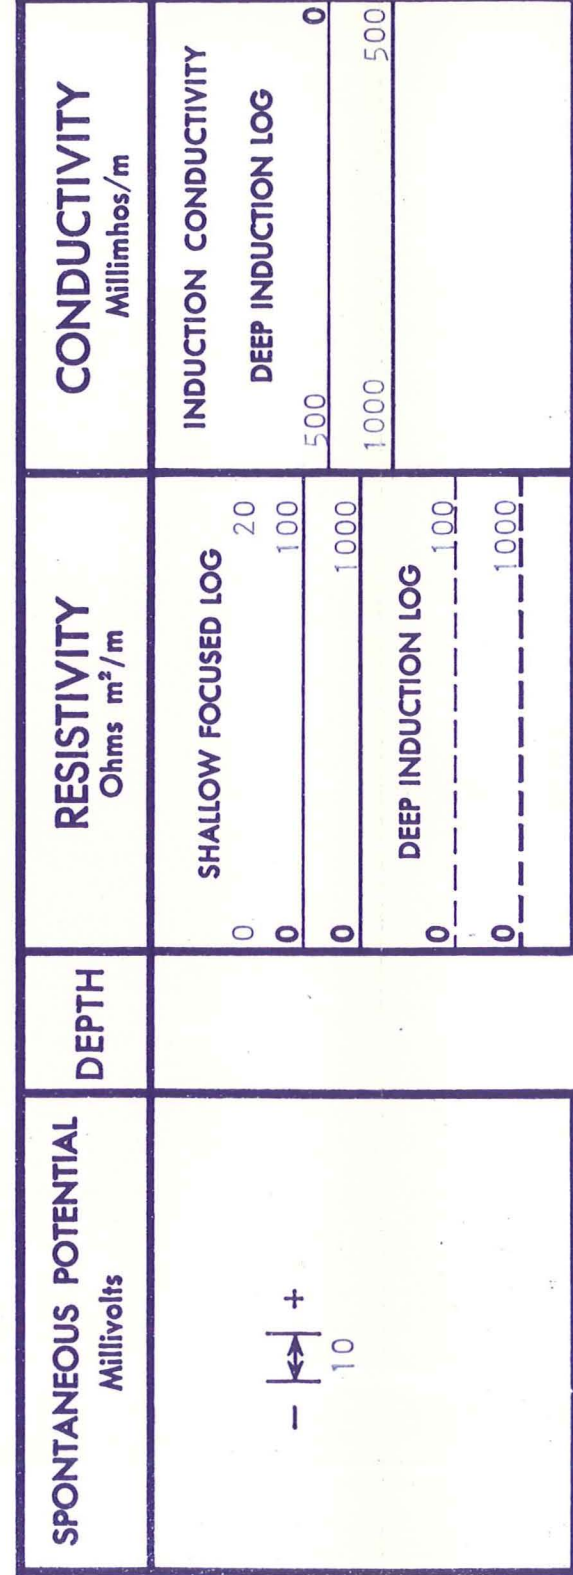 SPONTANEOUS POTENTIAL
Millivolts
- +
10
DEPTH
RESISTIVITY
Ohms m²/m
SHALLOW FOCUSED LOG
0 20
0 100
0 1000
DEEP INDUCTION LOG
0 100
0 1000
CONDUCTIVITY
Millimhos/m
INDUCTION CONDUCTIVITY
DEEP INDUCTION LOG
500 0
1000 500